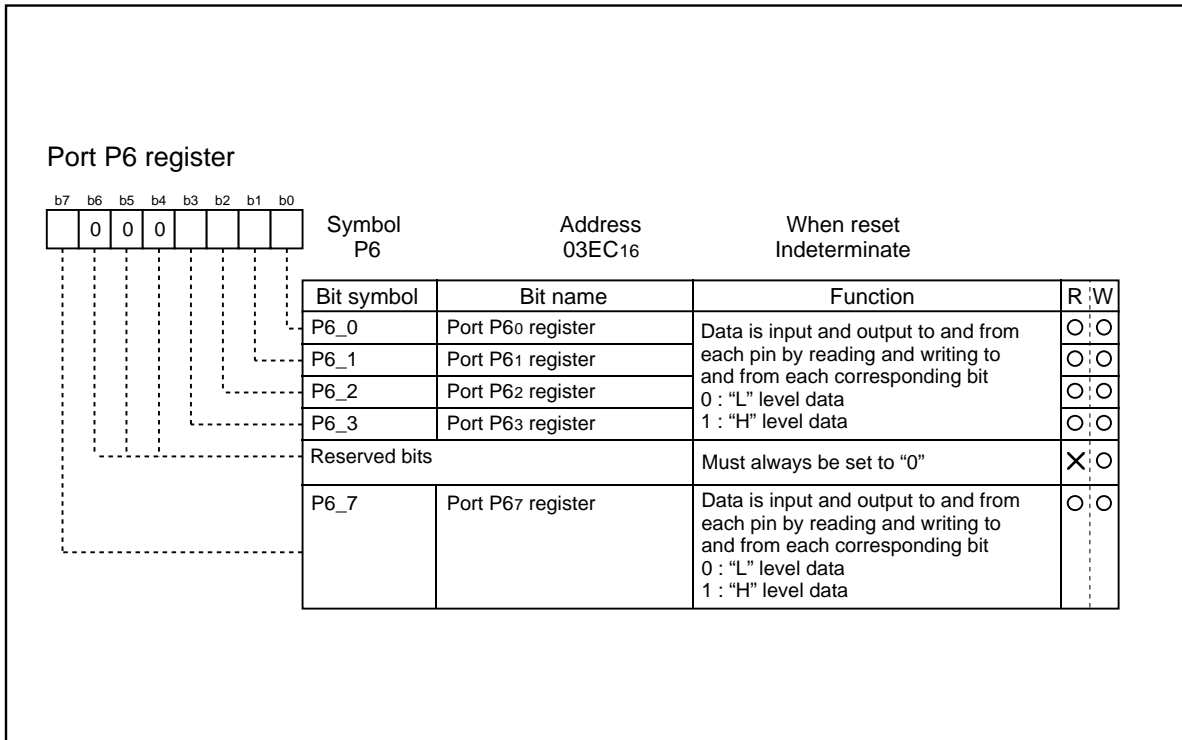 Port P6 register
b7 b6 b5 b4 b3 b2 b1 b0
0 0 0
Symbol Address When reset
P6 03EC16 Indeterminate
Bit symbol Bit name Function R W
P6_0 Port P60 register Data is input and output to and from
each pin by reading and writing to
and from each corresponding bit
0 : “L” level data
1 : “H” level data
P6_1 Port P61 register
P6_2 Port P62 register
P6_3 Port P63 register
Reserved bits Must always be set to “0”
P6_7 Port P67 register Data is input and output to and from
each pin by reading and writing to
and from each corresponding bit
0 : “L” level data
1 : “H” level data